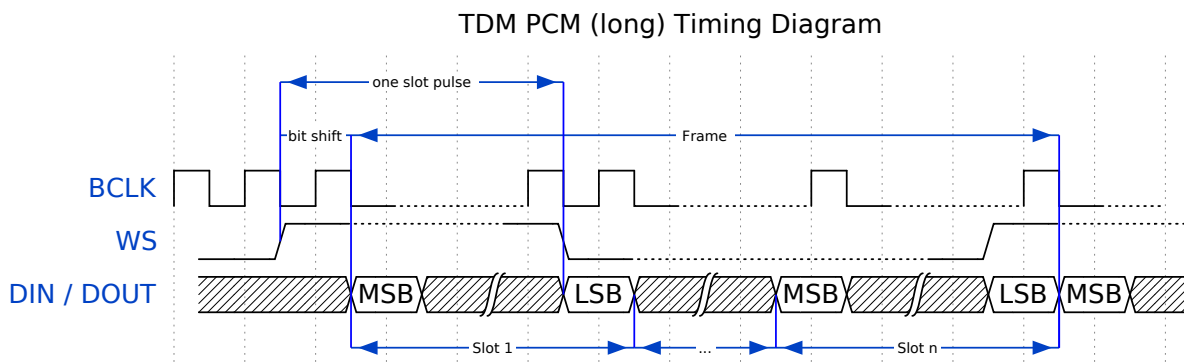 TDM PCM (long) Timing Diagram
one slot pulse
bit shift
Frame
BCLK
WS
DIN / DOUT
MSB
LSB
MSB
LSB
MSB
Slot 1
...
Slot n